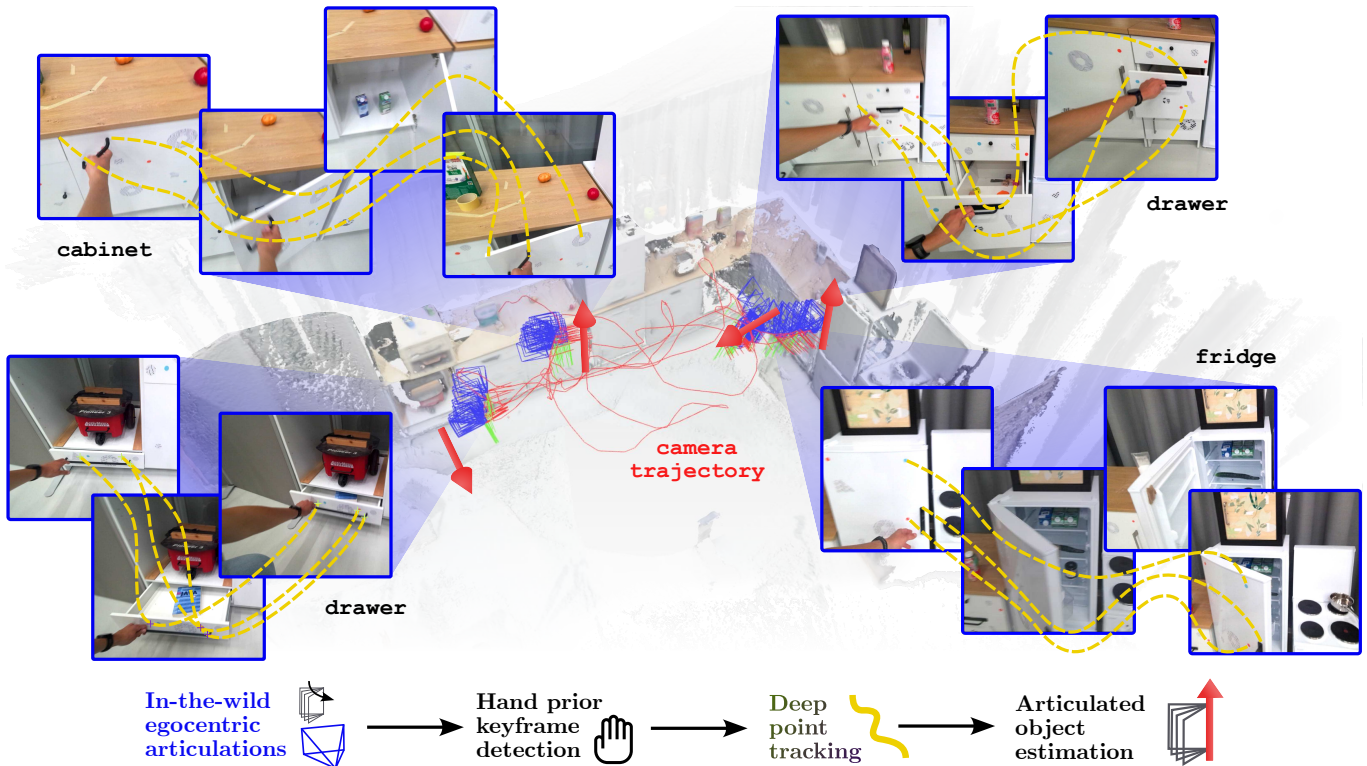 cabinet
drawer
fridge
camera
trajectory
drawer
In-the-wild
egocentric
articulations
Hand prior
keyframe
detection
Deep
point
tracking
Articulated
object
estimation